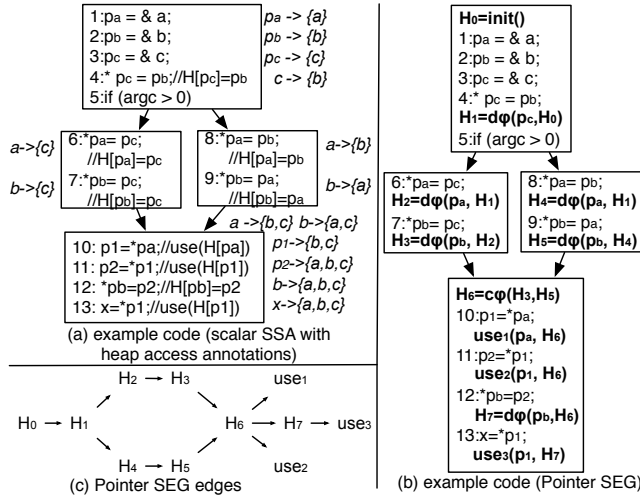 1:pa = & a;
2:pb = & b;
3:pc = & c;
4:* pc = pb;//H[pc]=pb
5:if (argc > 0)
pa -> {a}
pb -> {b}
pc -> {c}
c -> {b}
a->{c}
b->{c}
6:*pa= pc;
//H[pa]=pc
7:*pb= pc;
//H[pb]=pc
8:*pa= pb;
//H[pa]=pb
9:*pb= pa;
//H[pb]=pa
a->{b}
b->{a}
a ->{b,c} b->{a,c}
10: p1=*pa;//use(H[pa])
11: p2=*p1;//use(H[p1])
12: *pb=p2;//H[pb]=p2
13: x=*p1;//use(H[p1])
p1->{b,c}
p2->{a,b,c}
b->{a,b,c}
x->{a,b,c}
(a) example code (scalar SSA with
heap access annotations)
H0
H1
H2
H3
H4
H5
H6
H7
use1
use3
use2
(c) Pointer SEG edges
H0=init()
1:pa = & a;
2:pb = & b;
3:pc = & c;
4:* pc = pb;
H1=dφ(pc,H0)
5:if (argc > 0)
6:*pa= pc;
H2=dφ(pa, H1)
7:*pb= pc;
H3=dφ(pb, H2)
8:*pa= pb;
H4=dφ(pa, H1)
9:*pb= pa;
H5=dφ(pb, H4)
H6=cφ(H3,H5)
10:p1=*pa;
use1(pa, H6)
11:p2=*p1;
use2(p1, H6)
12:*pb=p2;
H7=dφ(pb,H6)
13:x=*p1;
use3(p1, H7)
(b) example code (Pointer SEG)